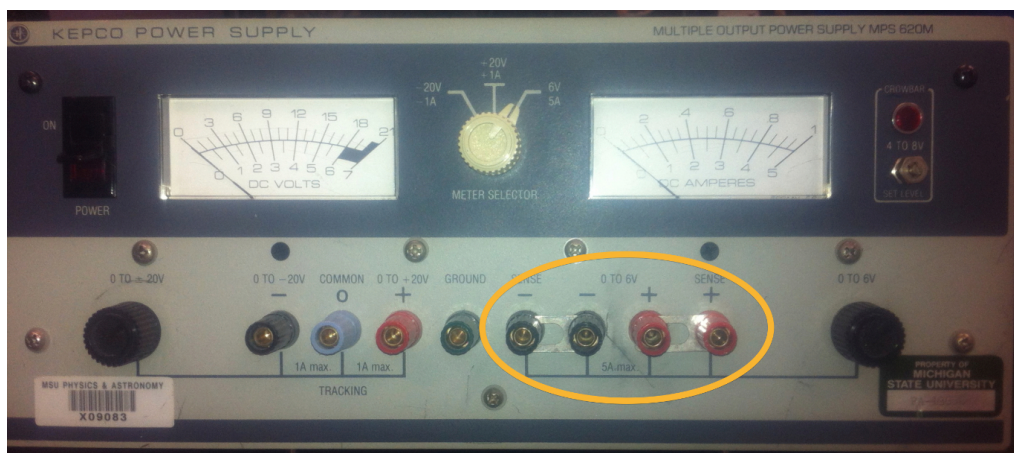 KEPCO POWER SUPPLY
MULTIPLE OUTPUT POWER SUPPLY MPS 620M
ON
POWER
0 3 6 9 12 15 18 21
0 1 2 3 4 5 6 7
DC VOLTS
-20V
-1A
-20V
+1A
6V
5A
METER SELECTOR
0 .2 .4 .6 .8 1
0 1 2 3 4 5
DC AMPERES
CROWBAR
4 TO 8V
SET LEVEL
0 TO ±20V
0 TO -20V
COMMON
0 TO +20V
GROUND
SENSE
0 TO 6V
SENSE
0 TO 6V
- O + - - + +
1A max.
1A max.
5A max.
TRACKING
MSU PHYSICS & ASTRONOMY
X09083
PROPERTY OF
MICHIGAN
STATE UNIVERSITY